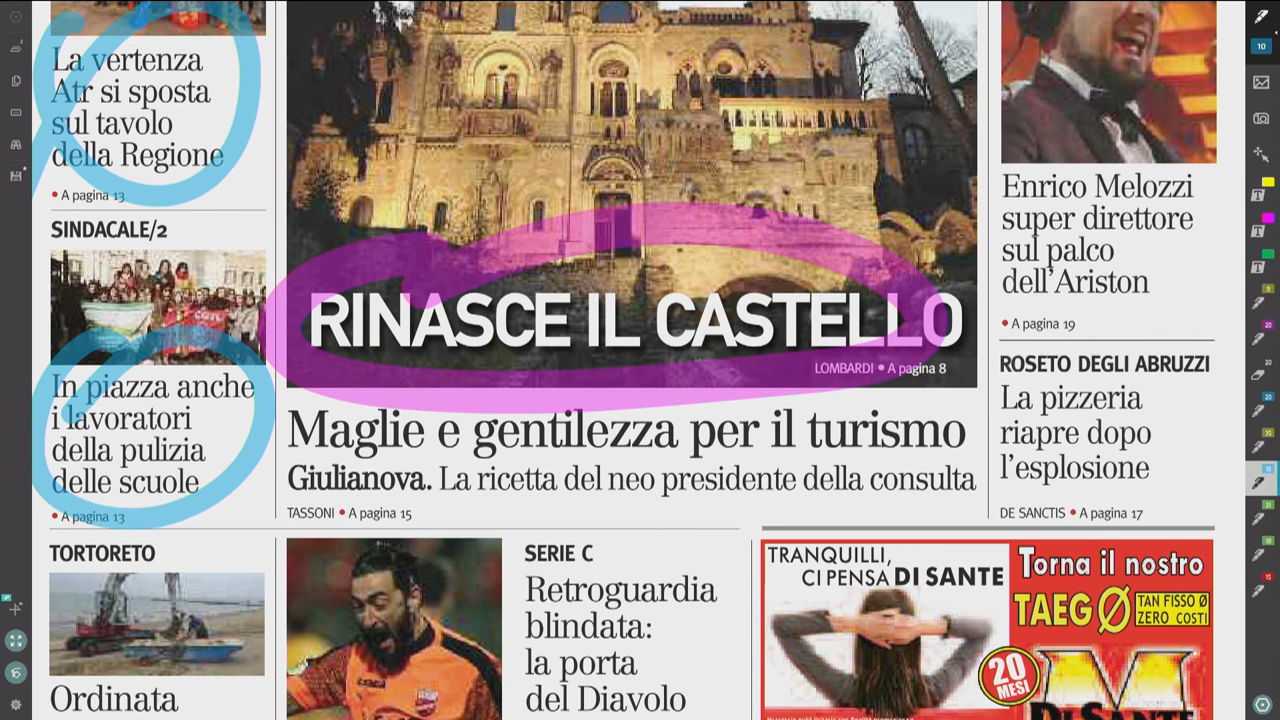 La vertenza
Atr si sposta
sul tavolo
della Regione
• A pagina 13
SINDACALE/2
In piazza anche
i lavoratori
della pulizia
delle scuole
• A pagina 13
RINASCE IL CASTELLO
LOMBARDI • A pagina 8
Maglie e gentilezza per il turismo
Giulianova. La ricetta del neo presidente della consulta
TASSONI • A pagina 15
Enrico Melozzi
super direttore
sul palco
dell'Ariston
• A pagina 19
ROSETO DEGLI ABRUZZI
La pizzeria
riapre dopo
l'esplosione
DE SANCTIS • A pagina 17
TORTORETO
Ordinata
SERIE C
Retroguardia
blindata:
la porta
del Diavolo
TRANQUILLI,
CI PENSA DI SANTE
Torna il nostro
TAEG Ø TAN FISSO Ø
ZERO COSTI
20
MESI
M
DI SANTE